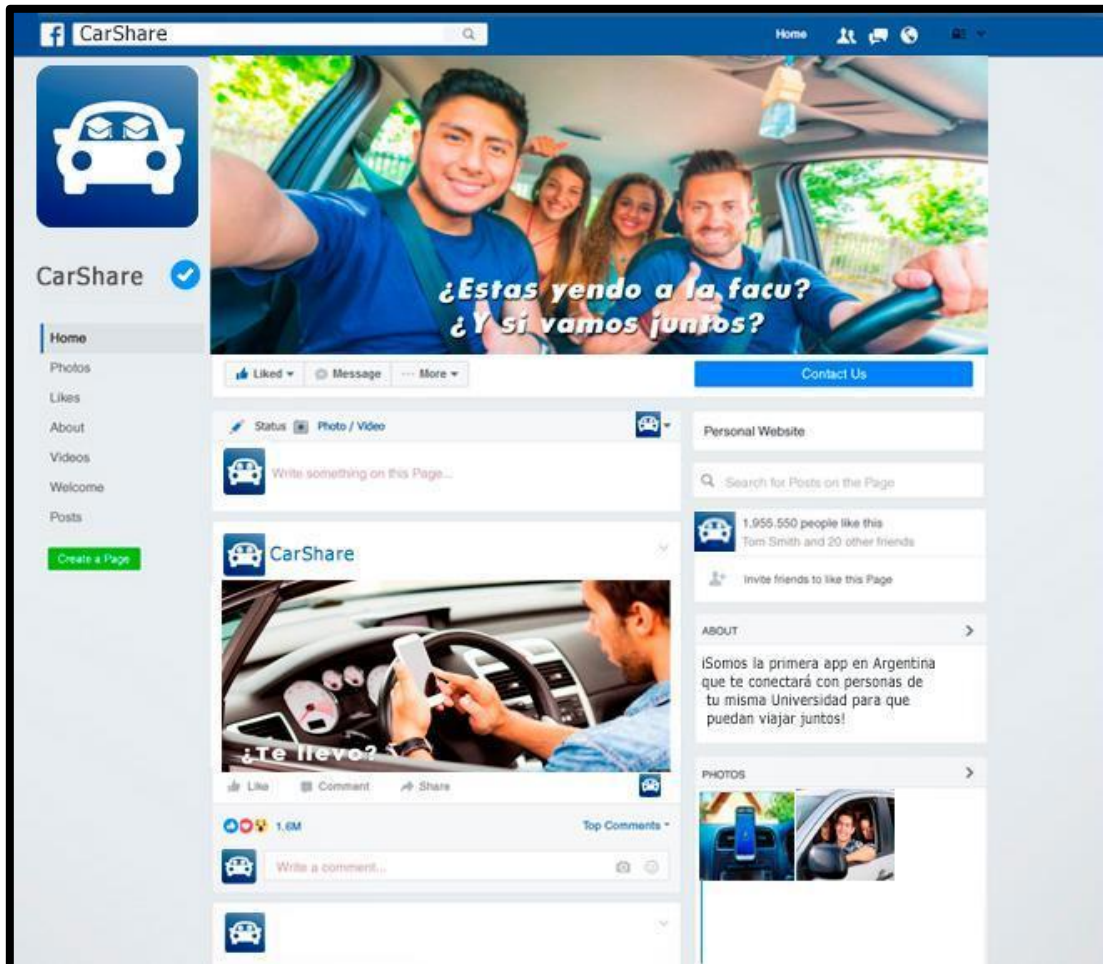 f CarShare
Home
CarShare
Home
Photos
Likes
About
Videos
Welcome
Posts
Create a Page
¿Estas yendo a la facu?
¿Y si vamos juntos?
Liked
Message
··· More
Contact Us
Status
Photo / Video
Write something on this Page...
CarShare
¿Te llevo?
Like
Comment
Share
1.6M
Top Comments
Write a comment...
Personal Website
Search for Posts on the Page
1.955.550 people like this
Tom Smith and 20 other friends
Invite friends to like this Page
ABOUT
¡Somos la primera app en Argentina
que te conectará con personas de
tu misma Universidad para que
puedan viajar juntos!
PHOTOS